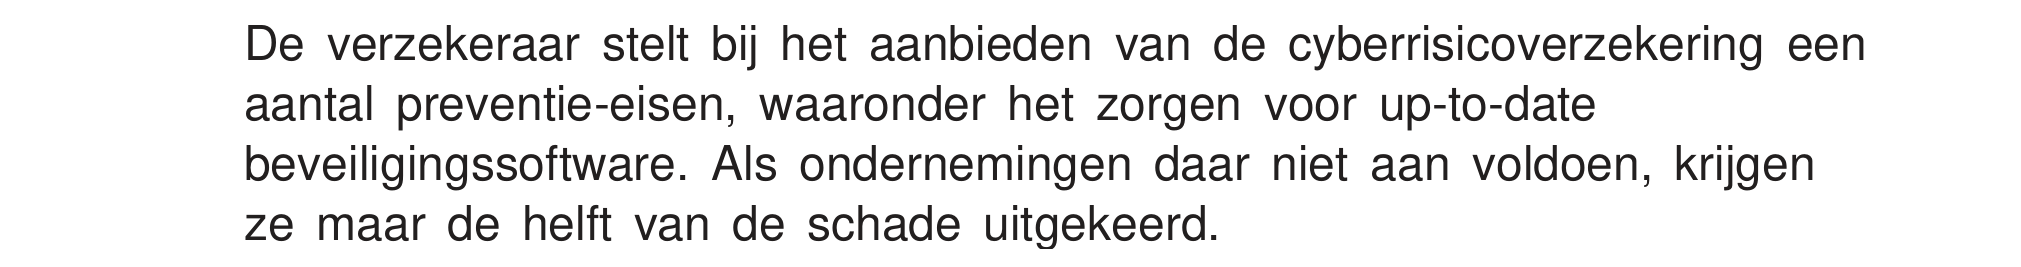 De verzekeraar stelt bij het aanbieden van de cyberrisicoverzekering een
aantal preventie-eisen, waaronder het zorgen voor up-to-date
beveiligingssoftware. Als ondernemingen daar niet aan voldoen, krijgen
ze maar de helft van de schade uitgekeerd.